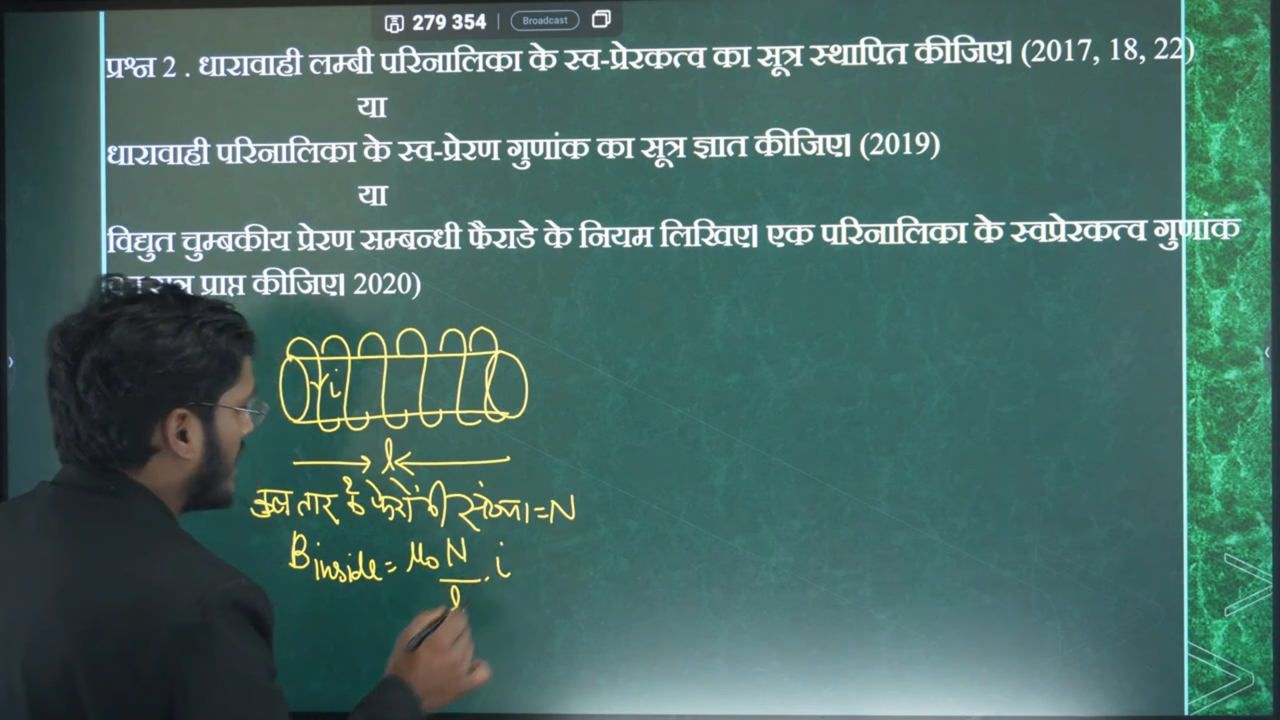 279 354 Broadcast
प्रश्न 2 . धारावाही लम्बी परिनालिका के स्व-प्रेरकत्व का सूत्र स्थापित कीजिए। (2017, 18, 22)
या
धारावाही परिनालिका के स्व-प्रेरण गुणांक का सूत्र ज्ञात कीजिए। (2019)
या
विद्युत चुम्बकीय प्रेरण सम्बन्धी फैराडे के नियम लिखिए। एक परिनालिका के स्वप्रेरकत्व गुणांक
प्राप्त कीजिए। 2020)
i
l
तार के फेरों की संख्या = N
B inside = μ₀ N/l . i